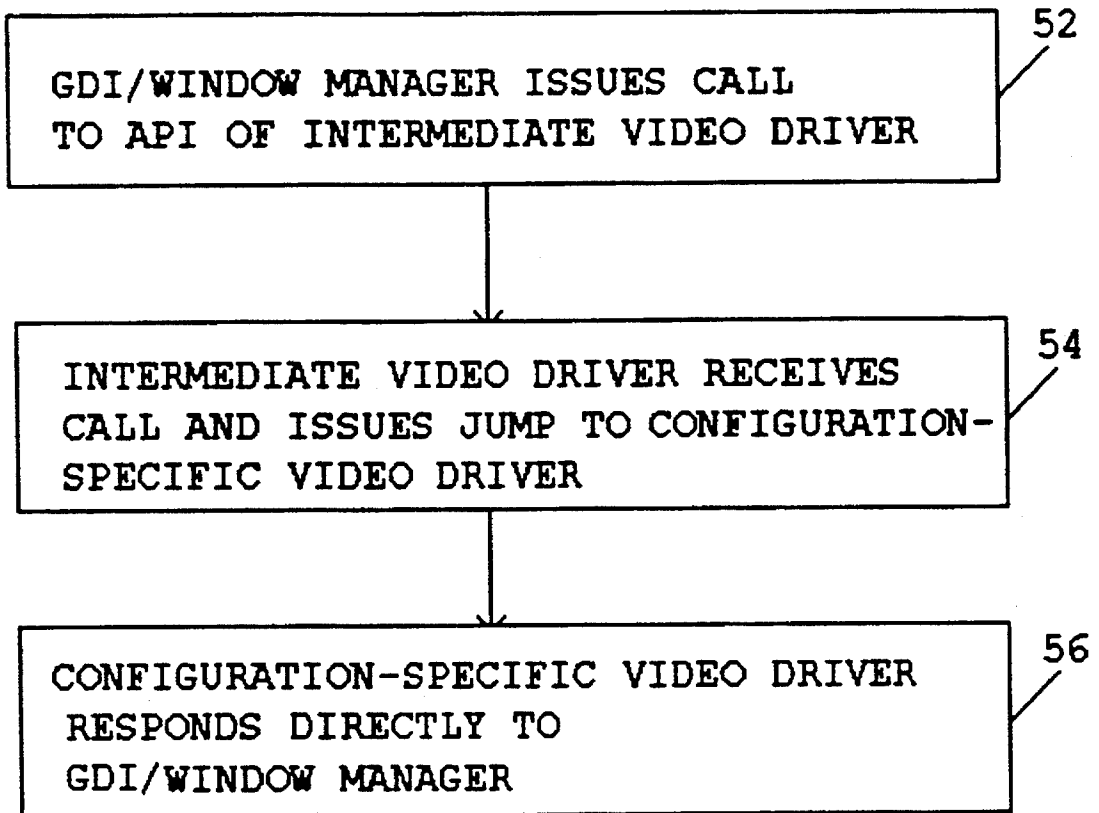 52
GDI/WINDOW MANAGER ISSUES CALL
TO API OF INTERMEDIATE VIDEO DRIVER
54
INTERMEDIATE VIDEO DRIVER RECEIVES
CALL AND ISSUES JUMP TO CONFIGURATION-
SPECIFIC VIDEO DRIVER
56
CONFIGURATION-SPECIFIC VIDEO DRIVER
RESPONDS DIRECTLY TO
GDI/WINDOW MANAGER